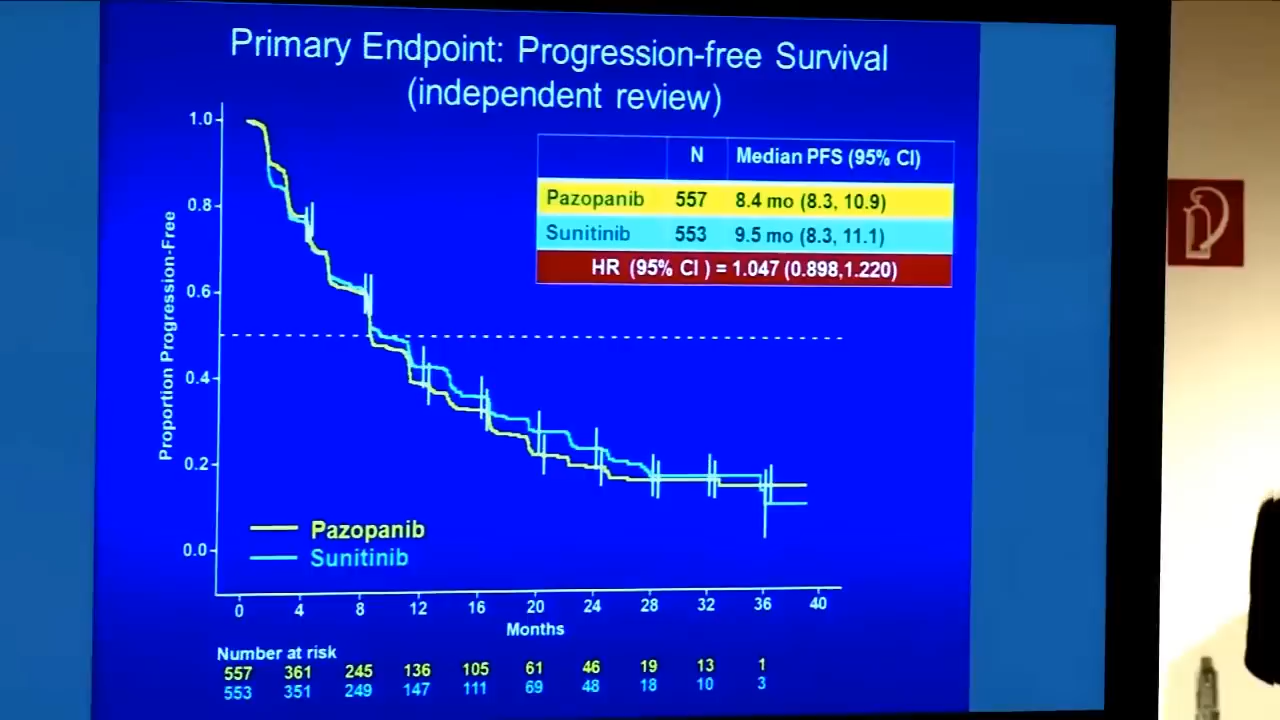 Primary Endpoint: Progression-free Survival
(independent review)
N Median PFS (95% CI)
Pazopanib 557 8.4 mo (8.3, 10.9)
Sunitinib 553 9.5 mo (8.3, 11.1)
HR (95% CI ) = 1.047 (0.898,1.220)
Proportion Progression-Free
1.0
0.8
0.6
0.4
0.2
0.0
Pazopanib
Sunitinib
0 4 8 12 16 20 24 28 32 36 40
Months
Number at risk
557 361 245 136 105 61 46 19 13 1
553 351 249 147 111 69 48 18 10 3